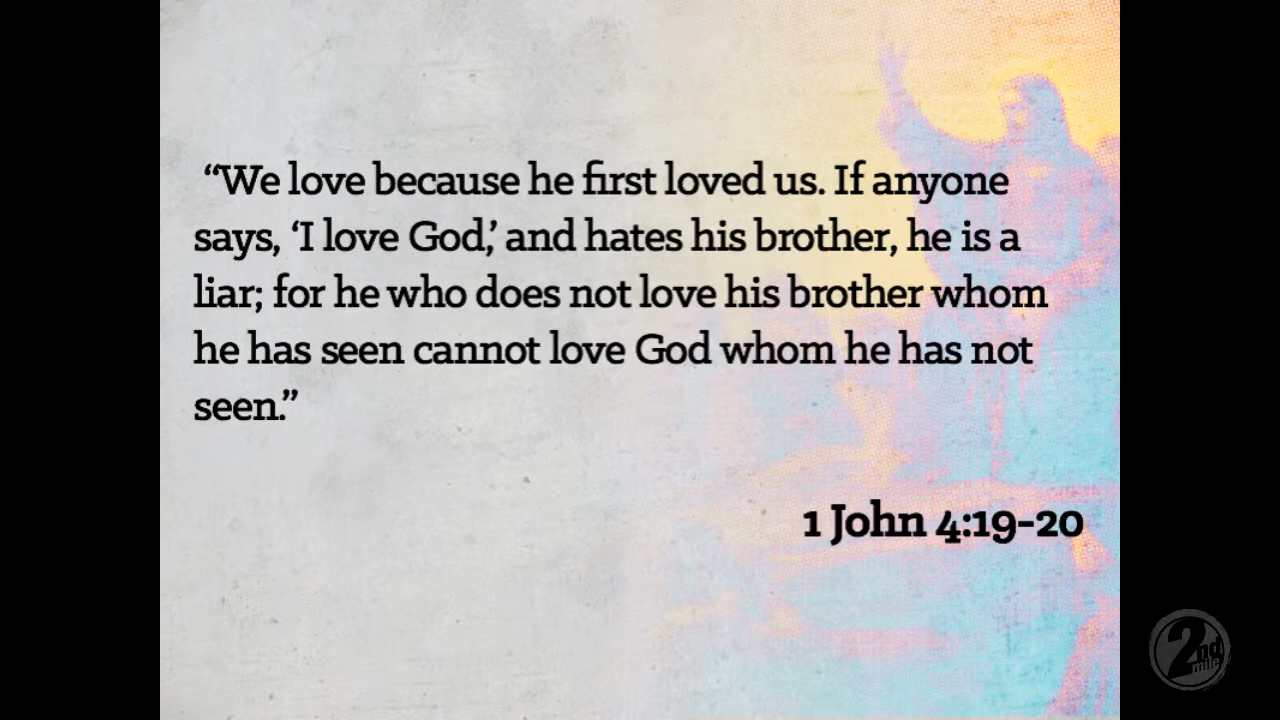 “We love because he first loved us. If anyone
says, ‘I love God,’ and hates his brother, he is a
liar; for he who does not love his brother whom
he has seen cannot love God whom he has not
seen.”
1 John 4:19-20
2nd
mile